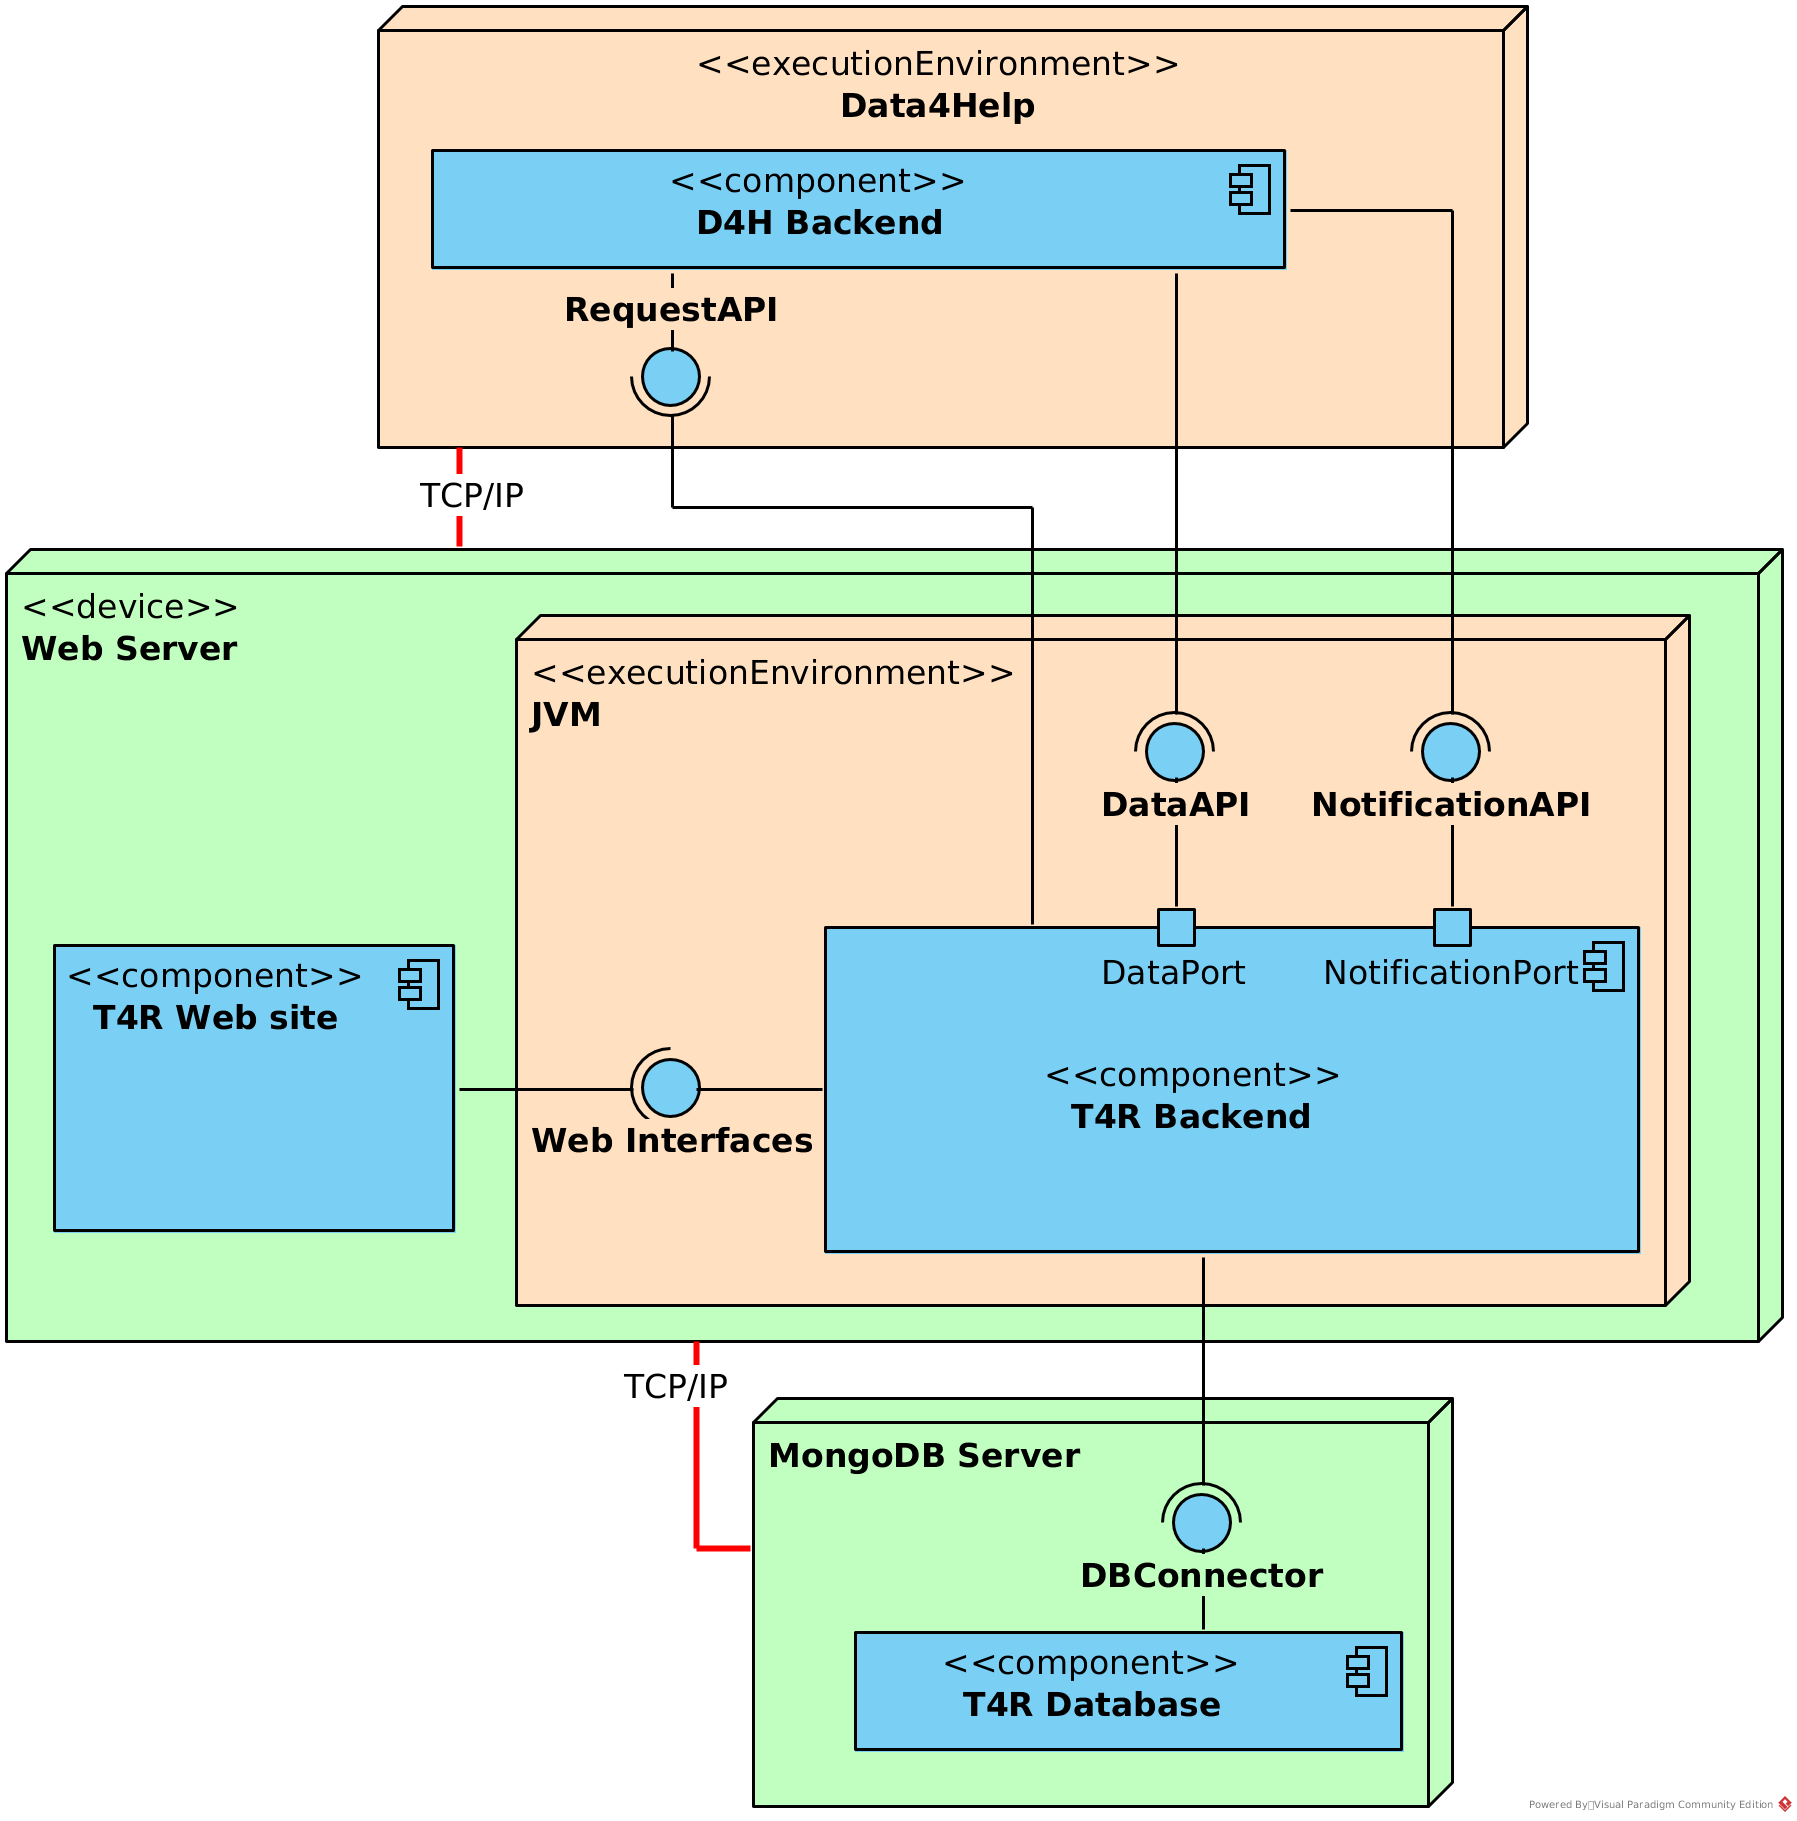 <<executionEnvironment>>
Data4Help
<<component>>
D4H Backend
RequestAPI
TCP/IP
<<device>>
Web Server
<<executionEnvironment>>
JVM
DataAPI
NotificationAPI
DataPort
NotificationPort
<<component>>
T4R Web site
<<component>>
T4R Backend
Web Interfaces
TCP/IP
MongoDB Server
DBConnector
<<component>>
T4R Database
Powered By Visual Paradigm Community Edition